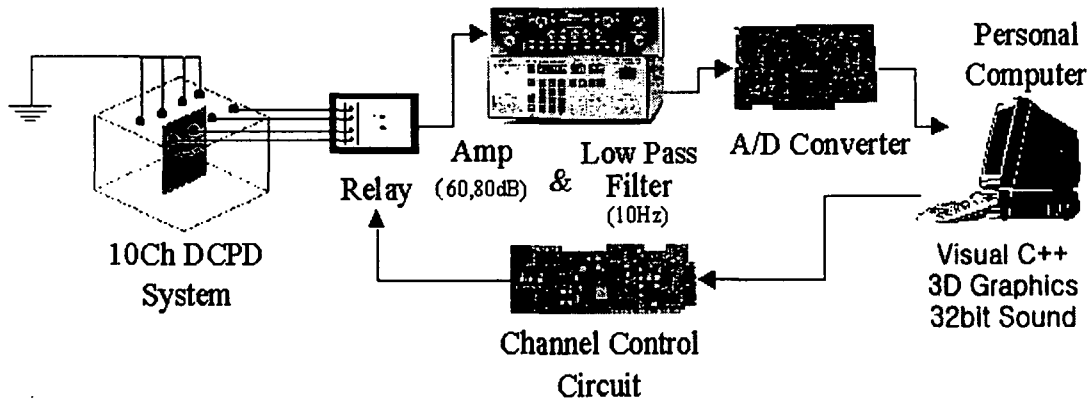 Personal
Computer
Relay
Amp
(60,80dB)
&
Low Pass
Filter
(10Hz)
A/D Converter
10Ch DCPD
System
Channel Control
Circuit
Visual C++
3D Graphics
32bit Sound